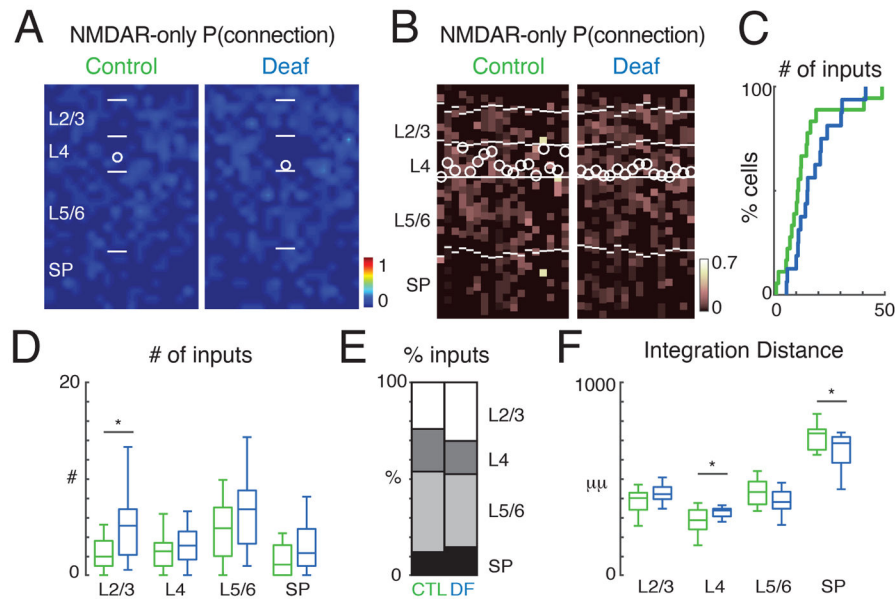 A
NMDAR-only P(connection)
Control
Deaf
L2/3
L4
L5/6
SP
1
0
B
NMDAR-only P(connection)
Control
Deaf
L2/3
L4
L5/6
SP
0.7
0
C
# of inputs
100
% cells
0
0
50
D
# of inputs
20
*
#
0
L2/3
L4
L5/6
SP
E
% inputs
100
%
0
L2/3
L4
L5/6
SP
CTL
DF
F
Integration Distance
1000
*
*
μμ
0
L2/3
L4
L5/6
SP